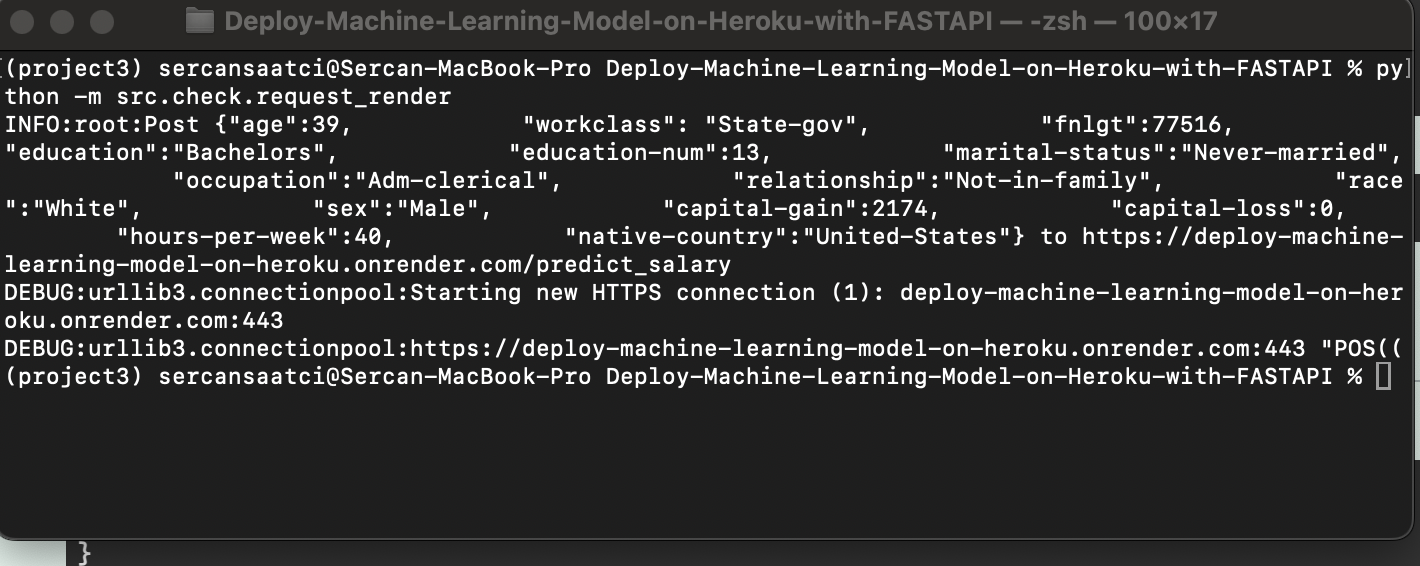 Deploy-Machine-Learning-Model-on-Heroku-with-FASTAPI — -zsh — 100×17
(project3) sercansaatci@Sercan-MacBook-Pro Deploy-Machine-Learning-Model-on-Heroku-with-FASTAPI % py]
thon -m src.check.request_render
INFO:root:Post {"age":39,             "workclass": "State-gov",             "fnlgt":77516,
"education":"Bachelors",             "education-num":13,             "marital-status":"Never-married",
            "occupation":"Adm-clerical",             "relationship":"Not-in-family",             "race
":"White",             "sex":"Male",             "capital-gain":2174,             "capital-loss":0,
        "hours-per-week":40,             "native-country":"United-States"} to https://deploy-machine-
learning-model-on-heroku.onrender.com/predict_salary
DEBUG:urllib3.connectionpool:Starting new HTTPS connection (1): deploy-machine-learning-model-on-her
oku.onrender.com:443
DEBUG:urllib3.connectionpool:https://deploy-machine-learning-model-on-heroku.onrender.com:443 "POS((
(project3) sercansaatci@Sercan-MacBook-Pro Deploy-Machine-Learning-Model-on-Heroku-with-FASTAPI %
}